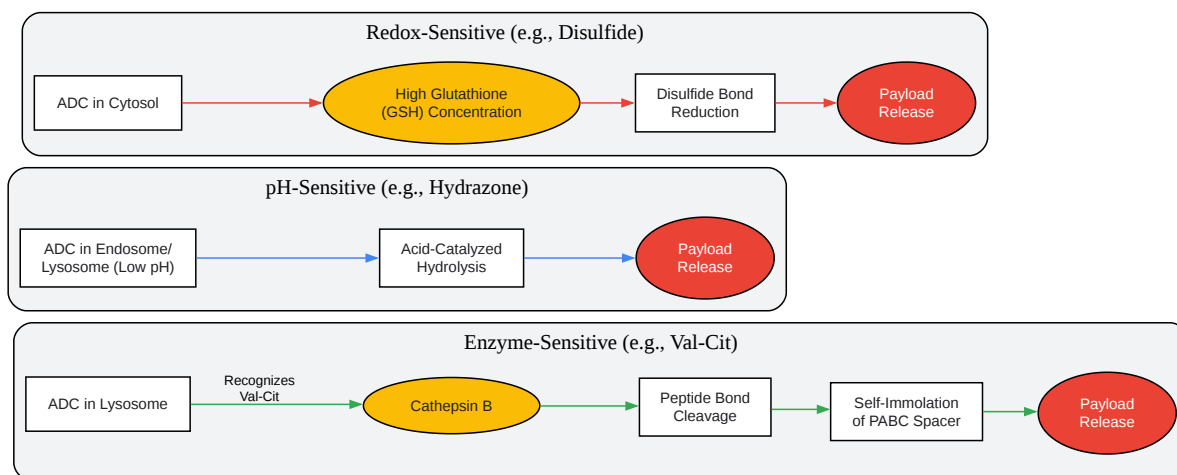 Redox-Sensitive (e.g., Disulfide)
ADC in Cytosol
High Glutathione
(GSH) Concentration
Disulfide Bond
Reduction
Payload
Release
pH-Sensitive (e.g., Hydrazone)
ADC in Endosome/
Lysosome (Low pH)
Acid-Catalyzed
Hydrolysis
Payload
Release
Enzyme-Sensitive (e.g., Val-Cit)
ADC in Lysosome
Recognizes
Val-Cit
Cathepsin B
Peptide Bond
Cleavage
Self-Immolation
of PABC Spacer
Payload
Release